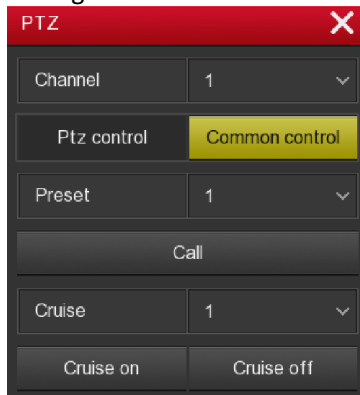 PTZ
Channel 1
Ptz control Common control
Preset 1
Call
Cruise 1
Cruise on Cruise off